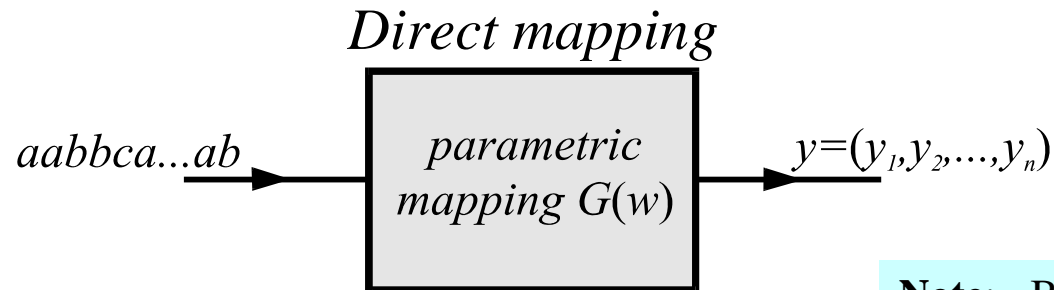 Direct mapping
aabbca...ab
parametric
mapping G(w)
y=(y1,y2,...,yn)